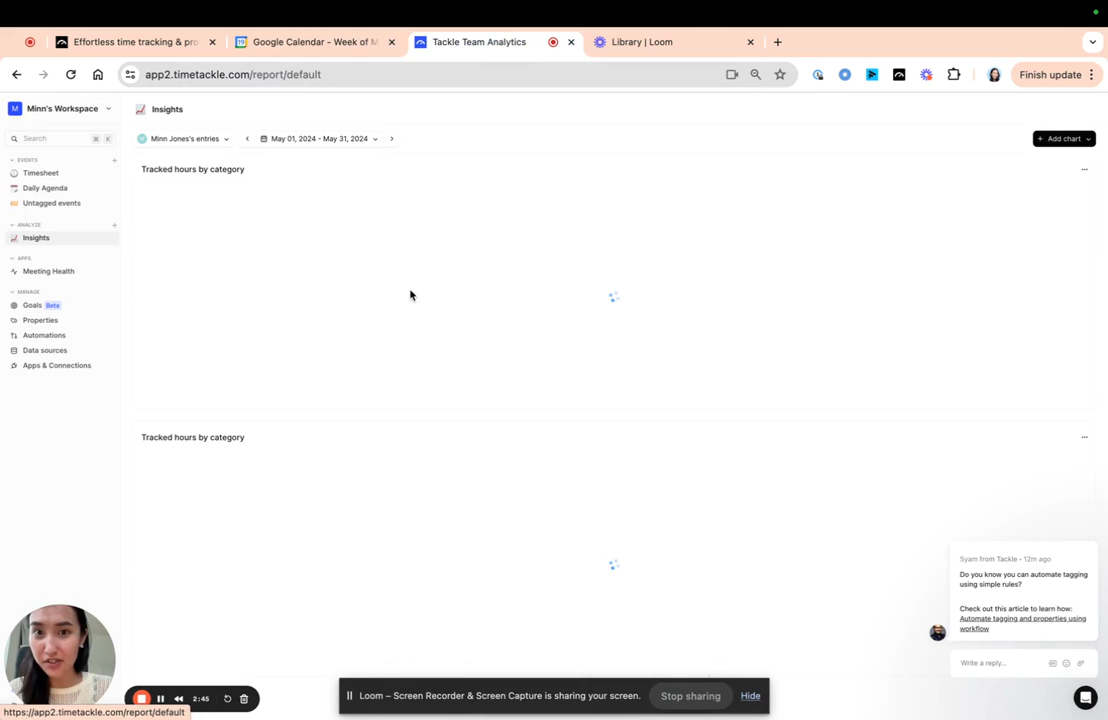 Effortless time tracking & pro
Google Calendar - Week of M
Tackle Team Analytics
Library | Loom
app2.timetackle.com/report/default
Finish update
M
Minn's Workspace
Insights
Search
K
Minn Jones's entries
May 01, 2024 - May 31, 2024
+ Add chart
EVENTS
Timesheet
Daily Agenda
Untagged events
ANALYZE
Insights
APPS
Meeting Health
MANAGE
Goals Beta
Properties
Automations
Data sources
Apps & Connections
Tracked hours by category
Tracked hours by category
Syam from Tackle • 12m ago
Do you know you can automate tagging
using simple rules?
Check out this article to learn how:
Automate tagging and properties using
workflow
Write a reply...
2:45
Loom – Screen Recorder & Screen Capture is sharing your screen.
Stop sharing
Hide
https://app2.timetackle.com/report/default